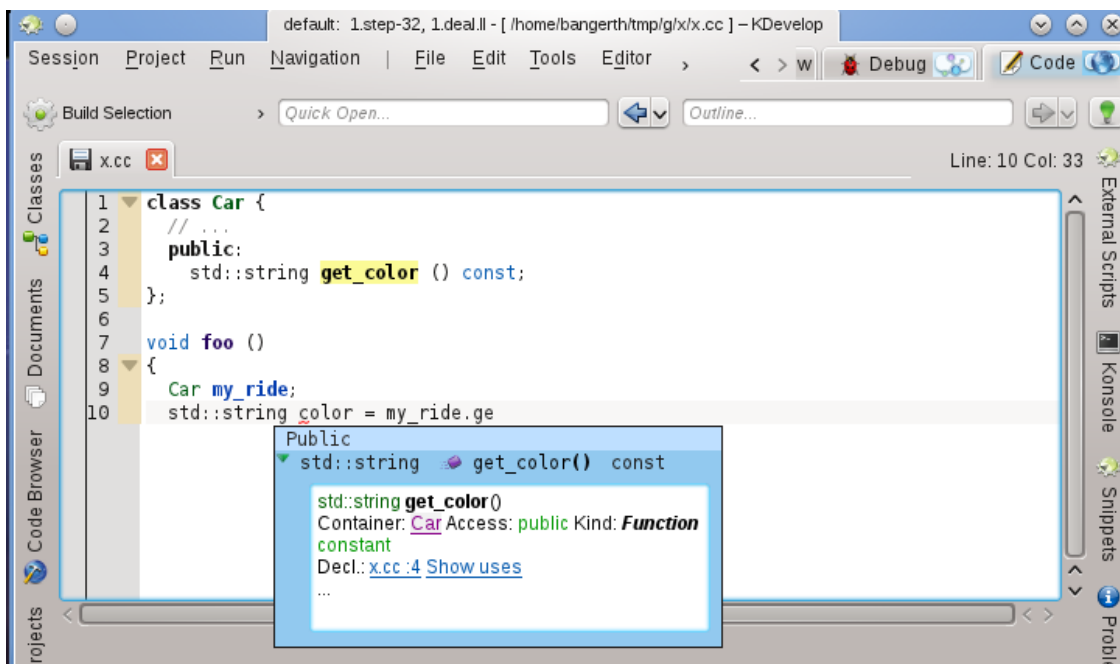 default: 1.step-32, 1.deal.II - [ /home/bangerth/tmp/g/x/x.cc ] – KDevelop
Session Project Run Navigation | File Edit Tools Editor > < > w Debug Code
Build Selection > Quick Open... Outline...
x.cc Line: 10 Col: 33
1 class Car {
2 // ...
3 public:
4 std::string get_color () const;
5 };
6
7 void foo ()
8 {
9 Car my_ride;
10 std::string color = my_ride.ge
Public
std::string get_color() const
std::string get_color()
Container: Car Access: public Kind: Function
constant
Decl.: x.cc :4 Show uses
...
Classes
Documents
Code Browser
rojects
External Scripts
Konsole
Snippets
Proble